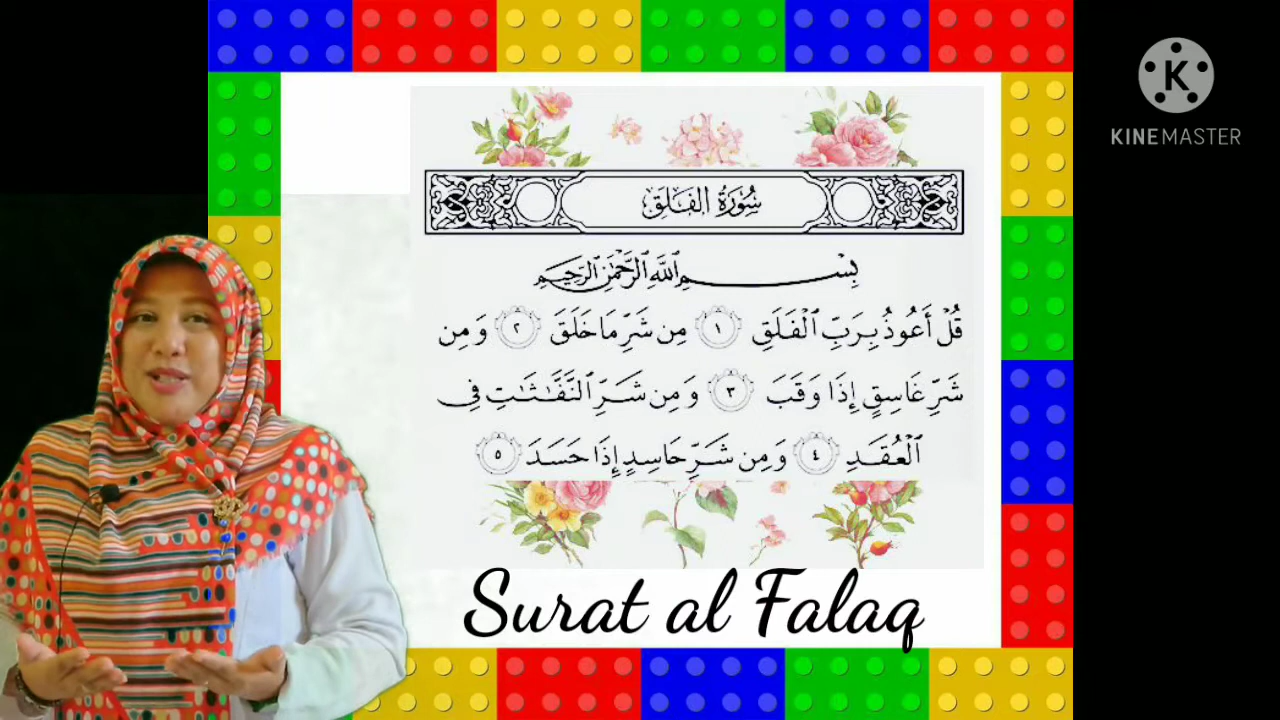 KINEMASTER
سُورَةُ الفَلَقِ
بِسْمِ ٱللَّهِ ٱلرَّحْمَٰنِ ٱلرَّحِيمِ
قُلْ أَعُوذُ بِرَبِّ ٱلْفَلَقِ ١ مِن شَرِّ مَا خَلَقَ ٢ وَمِن
شَرِّ غَاسِقٍ إِذَا وَقَبَ ٣ وَمِن شَرِّ ٱلنَّفَّٰثَٰتِ فِى
ٱلْعُقَدِ ٤ وَمِن شَرِّ حَاسِدٍ إِذَا حَسَدَ ٥
Surat al Falaq